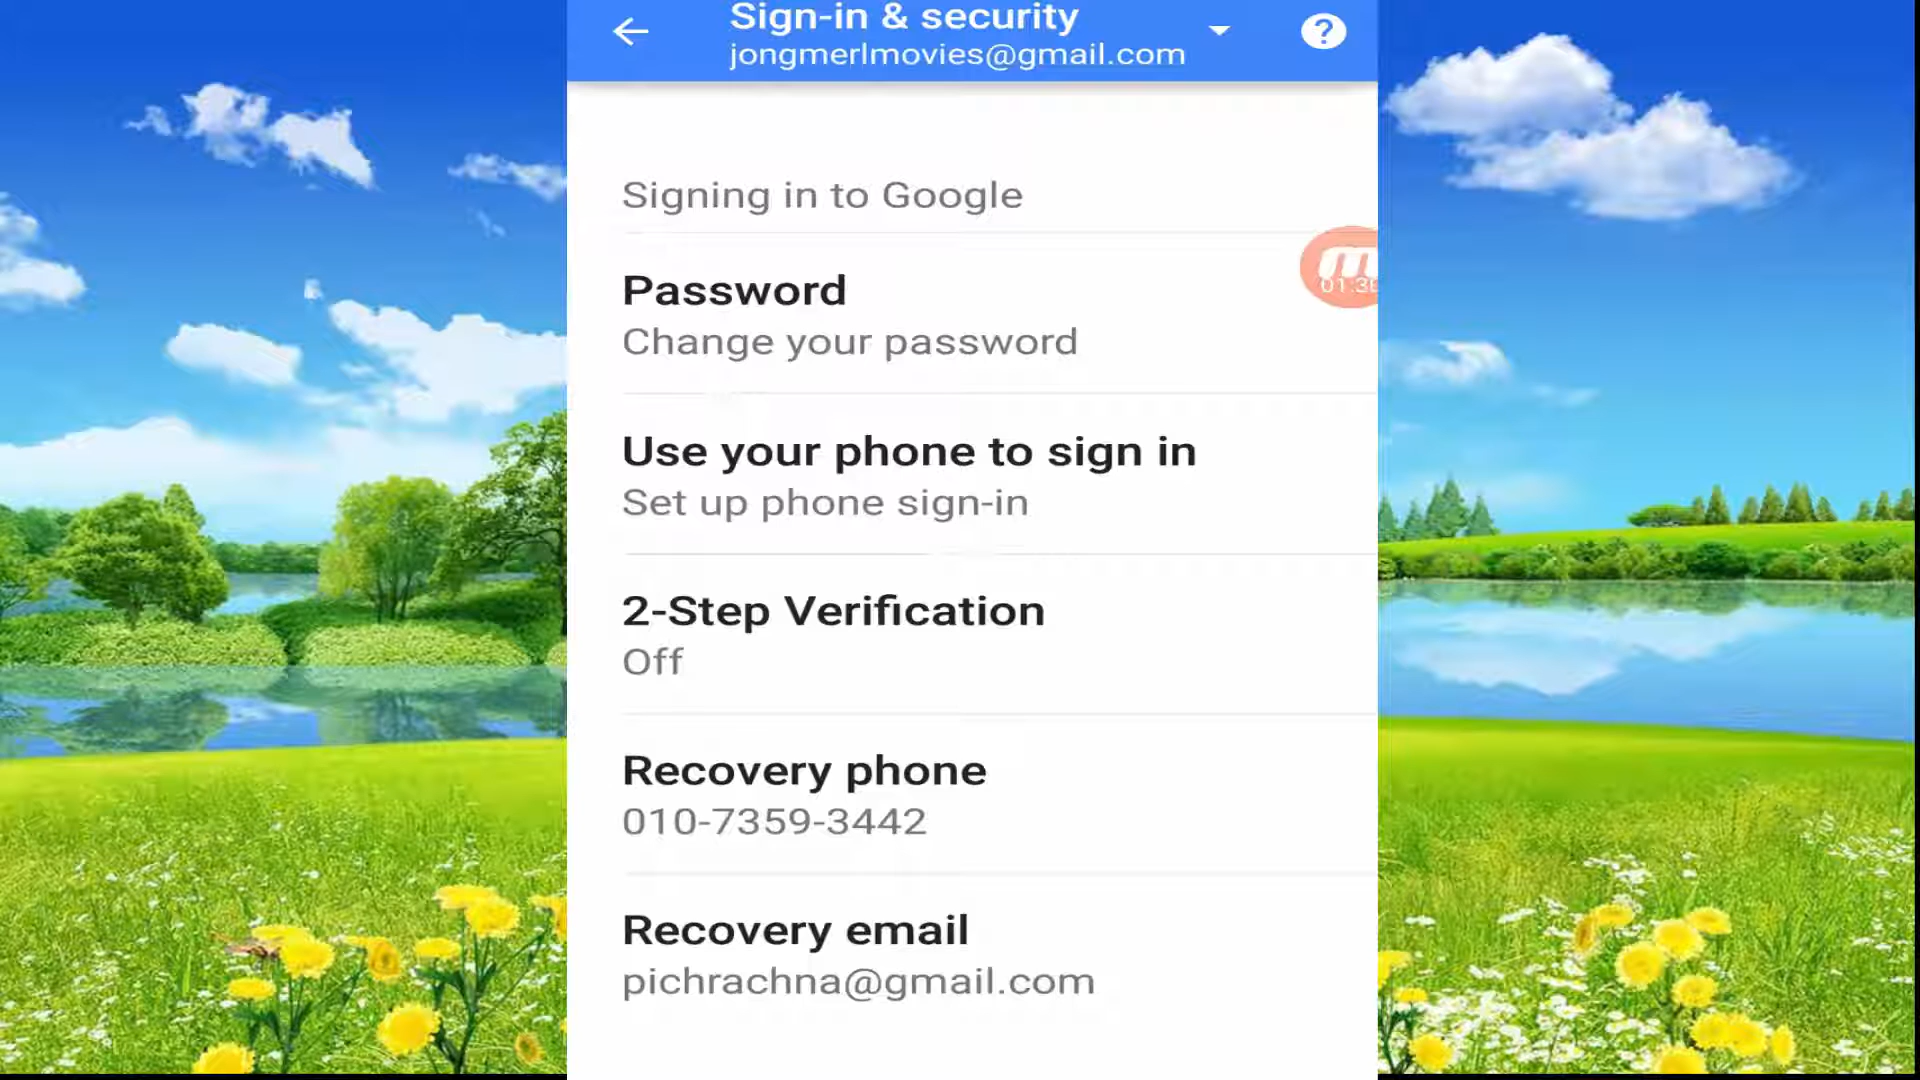 Sign-in & security
jongmerlmovies@gmail.com
Signing in to Google
Password
Change your password
Use your phone to sign in
Set up phone sign-in
2-Step Verification
Off
Recovery phone
010-7359-3442
Recovery email
pichrachna@gmail.com